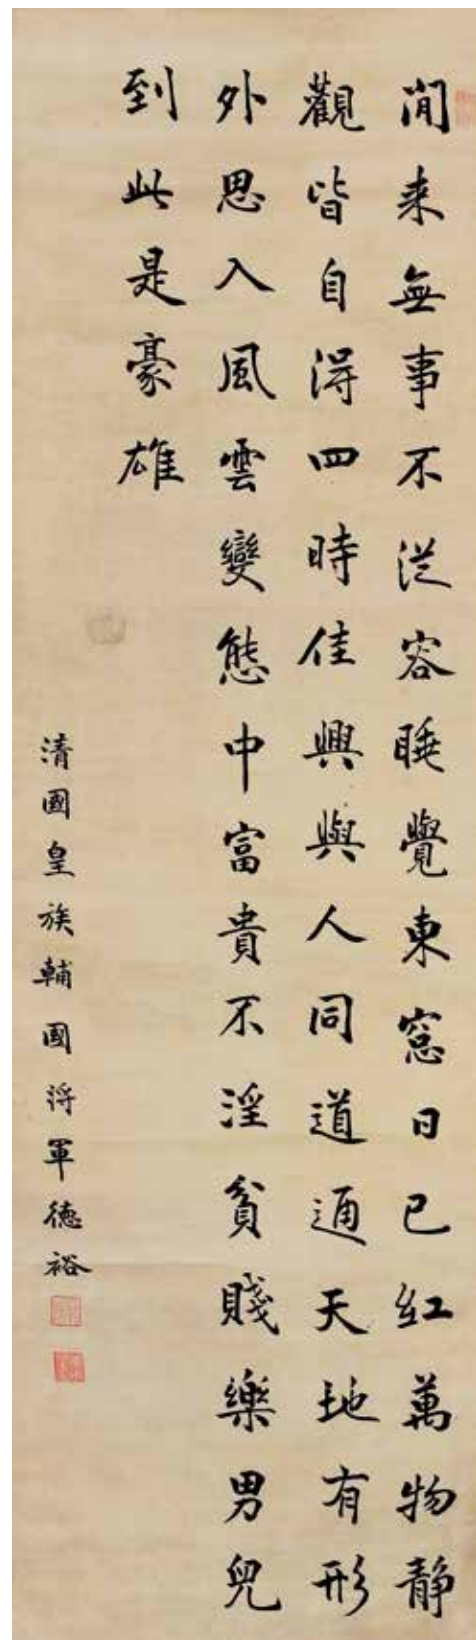 閒来無事不從容睡覺東窓日已紅萬物静
觀皆自得四時佳興與人同道通天地有形
外思入風雲變態中富貴不淫貧賤樂男兒
到此是豪雄
清國皇族輔國将軍德裕